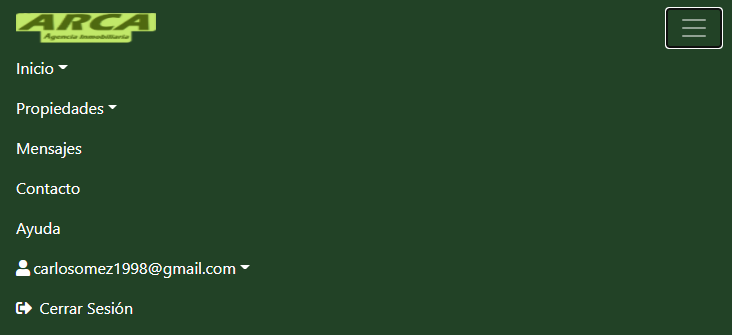 ARCA
Agencia Inmobiliaria
Inicio
Propiedades
Mensajes
Contacto
Ayuda
carlosomez1998@gmail.com
Cerrar Sesión